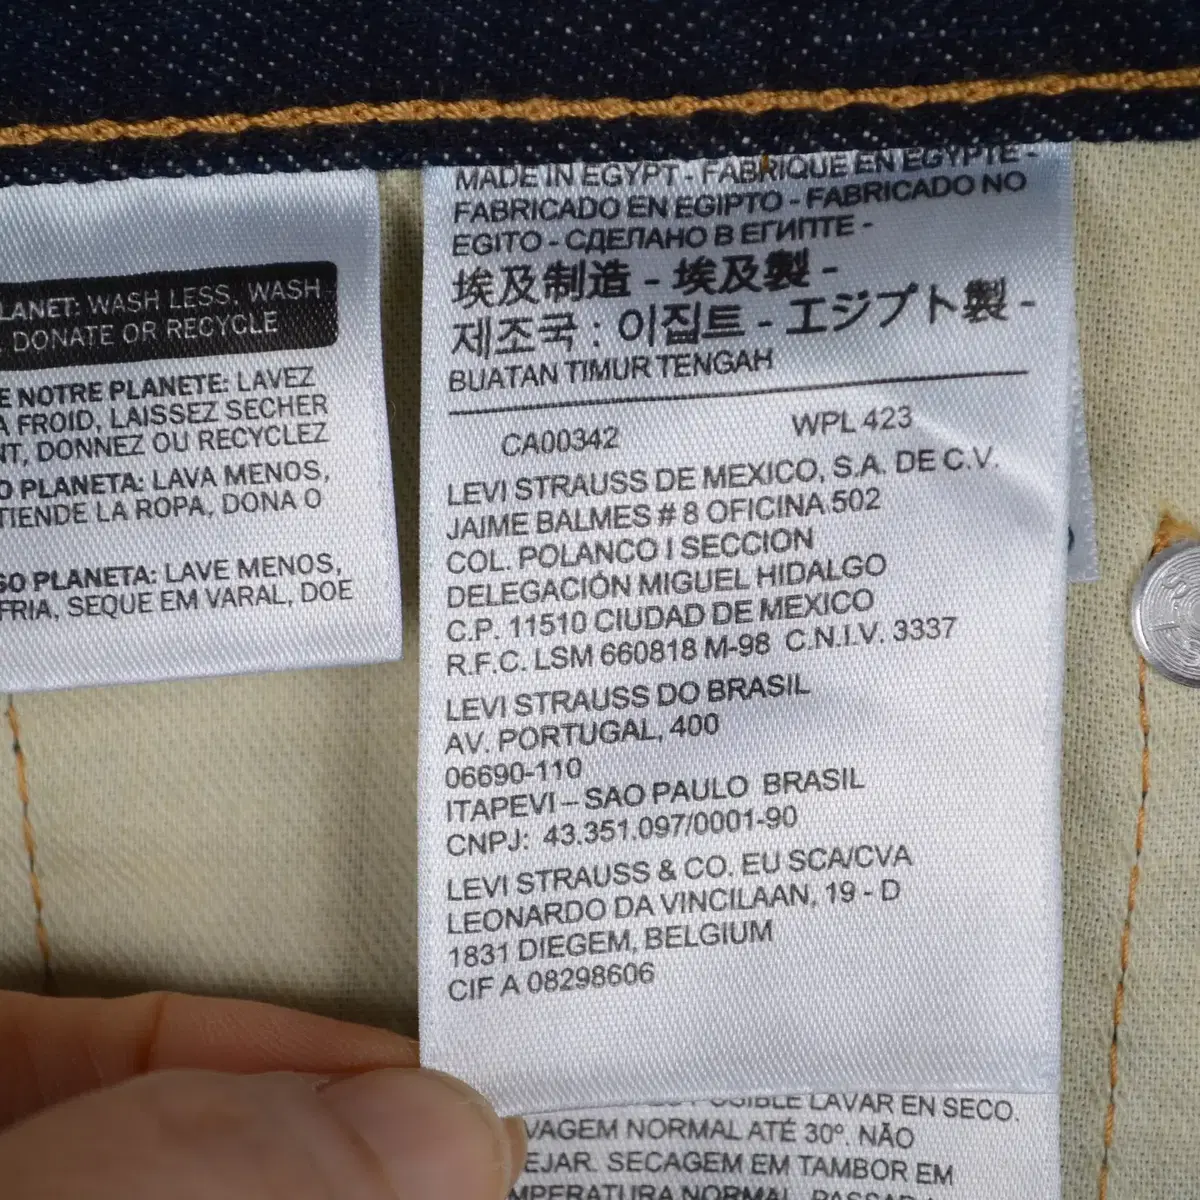 PLANET: WASH LESS, WASH
DONATE OR RECYCLE
E NOTRE PLANETE: LAVEZ
A FROID, LAISSEZ SECHER
NT, DONNEZ OU RECYCLEZ
O PLANETA: LAVA MENOS,
TIENDE LA ROPA, DONA O
SO PLANETA: LAVE MENOS,
FRIA, SEQUE EM VARAL, DOE
MADE IN EGYPT - FABRIQUE EN EGYPTE -
FABRICADO EN EGIPTO - FABRICADO NO
EGITO - СДЕЛАНО В ЕГИПТЕ -
埃及制造 - 埃及製 -
제조국 : 이집트 - エジプト製 -
BUATAN TIMUR TENGAH
CA00342 WPL 423
LEVI STRAUSS DE MEXICO, S.A. DE C.V.
JAIME BALMES # 8 OFICINA 502
COL. POLANCO I SECCION
DELEGACIÓN MIGUEL HIDALGO
C.P. 11510 CIUDAD DE MEXICO
R.F.C. LSM 660818 M-98 C.N.I.V. 3337
LEVI STRAUSS DO BRASIL
AV. PORTUGAL, 400
06690-110
ITAPEVI – SAO PAULO BRASIL
CNPJ: 43.351.097/0001-90
LEVI STRAUSS & CO. EU SCA/CVA
LEONARDO DA VINCILAAN, 19 - D
1831 DIEGEM, BELGIUM
CIF A 08298606
LAVAR EN SECO.
VAGEM NORMAL ATÉ 30º. NÃO
EJAR. SECAGEM EM TAMBOR EM
NORMAL